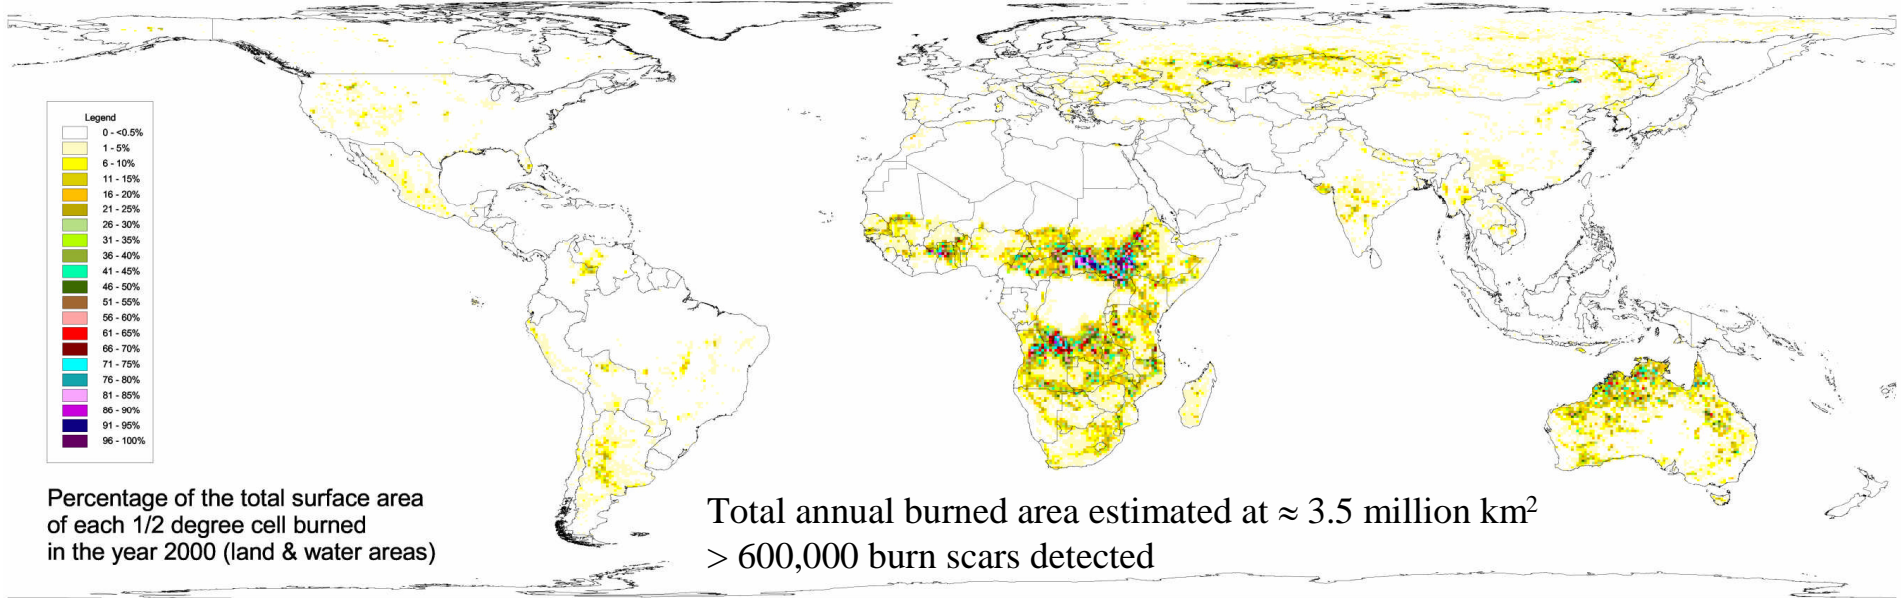 Legend
0 - <0.5%
1 - 5%
6 - 10%
11 - 15%
16 - 20%
21 - 25%
26 - 30%
31 - 35%
36 - 40%
41 - 45%
46 - 50%
51 - 55%
56 - 60%
61 - 65%
66 - 70%
71 - 75%
76 - 80%
81 - 85%
86 - 90%
91 - 95%
96 - 100%
Percentage of the total surface area
of each 1/2 degree cell burned
in the year 2000 (land & water areas)
Total annual burned area estimated at ≈ 3.5 million km²
> 600,000 burn scars detected